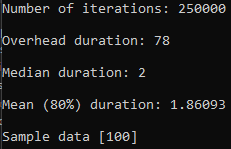 Number of iterations: 250000
Overhead duration: 78
Median duration: 2
Mean (80%) duration: 1.86093
Sample data [100]